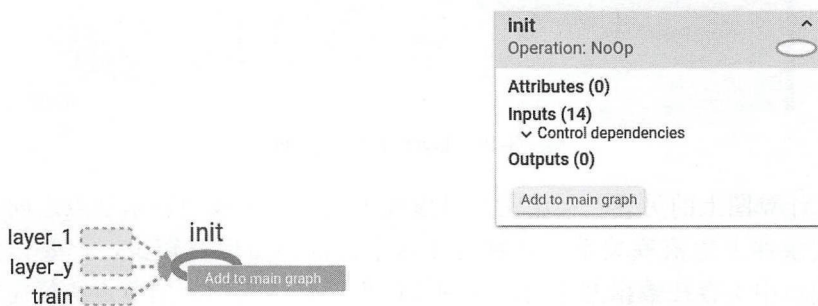 init
Operation: NoOp
Attributes (0)
Inputs (14)
Control dependencies
Outputs (0)
Add to main graph
layer_1
init
layer_y
Add to main graph
train